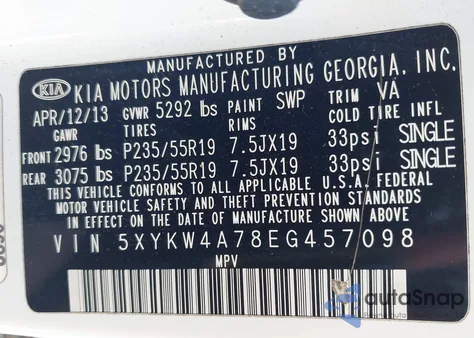 MANUFACTURED BY
KIA KIA MOTORS MANUFACTURING GEORGIA, INC.
APR/12/13 GVWR 5292 lbs PAINT SWP TRIM VA
GAWR TIRES RIMS COLD TIRE INFL
FRONT 2976 lbs P235/55R19 7.5JX19 33psi SINGLE
REAR 3075 lbs P235/55R19 7.5JX19 33psi SINGLE
THIS VEHICLE CONFORMS TO ALL APPLICABLE U.S.A. FEDERAL
MOTOR VEHICLE SAFETY AND THEFT PREVENTION STANDARDS
IN EFFECT ON THE DATE OF MANUFACTURE SHOWN ABOVE
VIN 5XYKW4A78EG457098
MPV
autoSnap